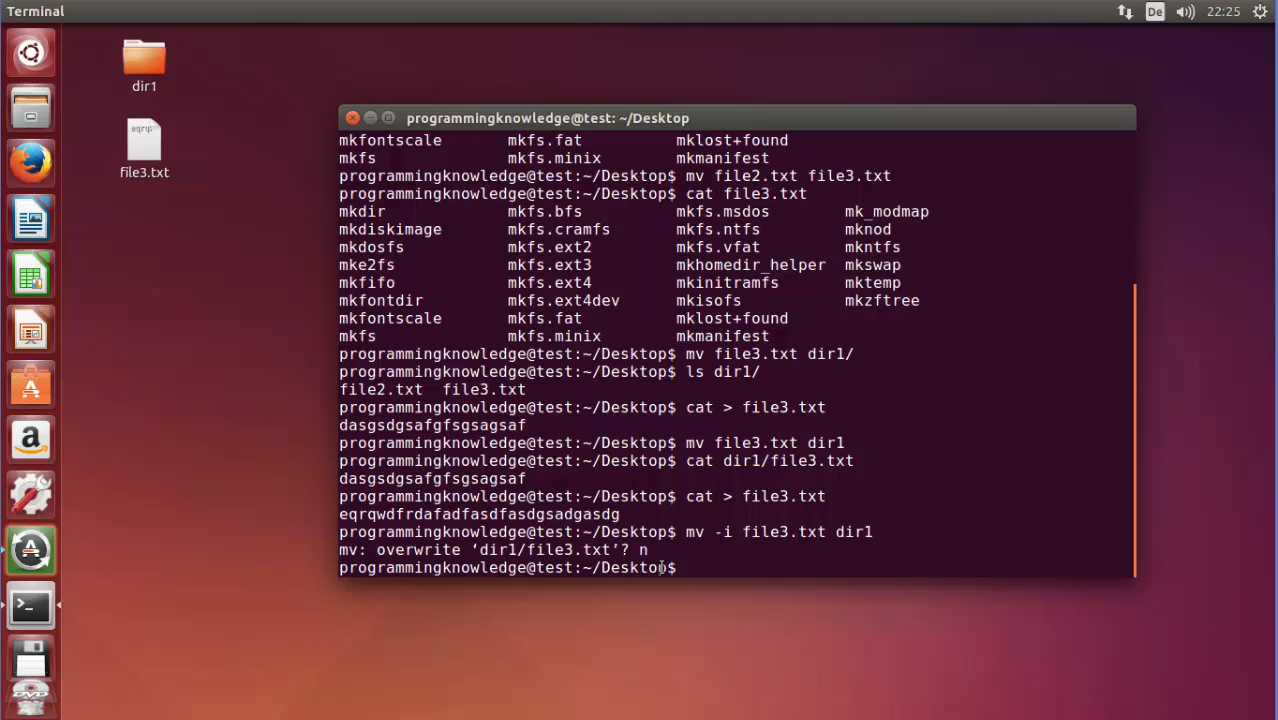 Terminal
De
22:25
dir1
aqrqv
file3.txt
programmingknowledge@test: ~/Desktop
mkfontscale mkfs.fat mklost+found
mkfs mkfs.minix mkmanifest
programmingknowledge@test:~/Desktop$ mv file2.txt file3.txt
programmingknowledge@test:~/Desktop$ cat file3.txt
mkdir mkfs.bfs mkfs.msdos mk_modmap
mkdiskimage mkfs.cramfs mkfs.ntfs mknod
mkdosfs mkfs.ext2 mkfs.vfat mkntfs
mke2fs mkfs.ext3 mkhomedir_helper mkswap
mkfifo mkfs.ext4 mkinitramfs mktemp
mkfontdir mkfs.ext4dev mkisofs mkzftree
mkfontscale mkfs.fat mklost+found
mkfs mkfs.minix mkmanifest
programmingknowledge@test:~/Desktop$ mv file3.txt dir1/
programmingknowledge@test:~/Desktop$ ls dir1/
file2.txt file3.txt
programmingknowledge@test:~/Desktop$ cat > file3.txt
dasgsdgsafgfsgsagsaf
programmingknowledge@test:~/Desktop$ mv file3.txt dir1
programmingknowledge@test:~/Desktop$ cat dir1/file3.txt
dasgsdgsafgfsgsagsaf
programmingknowledge@test:~/Desktop$ cat > file3.txt
eqrqwdfrdafadfasdfasdgsadgasdg
programmingknowledge@test:~/Desktop$ mv -i file3.txt dir1
mv: overwrite ‘dir1/file3.txt’? n
programmingknowledge@test:~/Desktop$